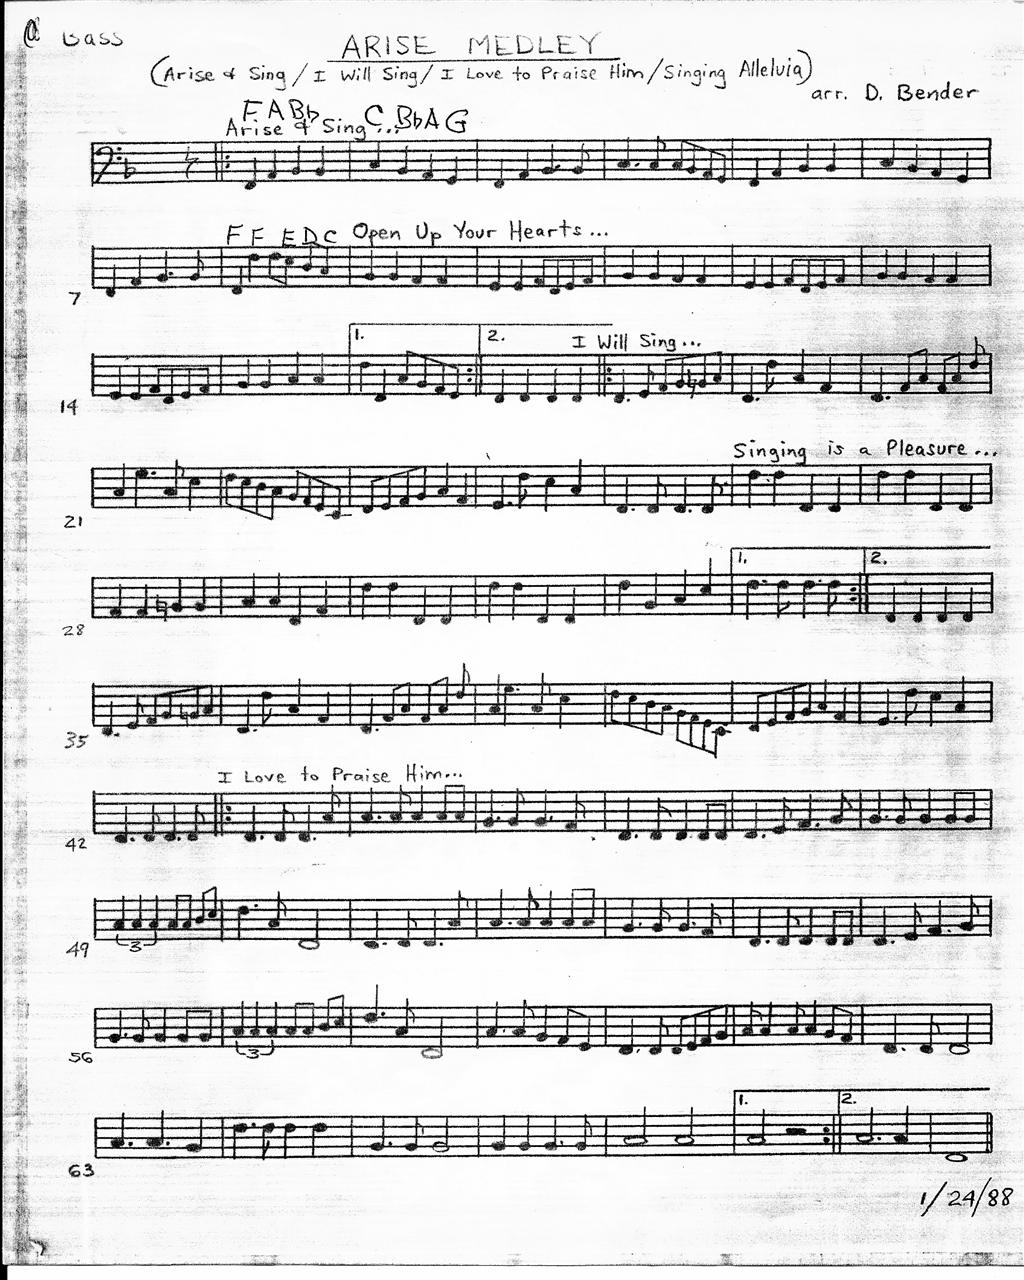 Bass
ARISE MEDLEY
(Arise & Sing / I Will Sing / I Love to Praise Him / Singing Alleluia)
arr. D. Bender
F A Bb C Bb A G
Arise & Sing...
F F E D C Open Up Your Hearts...
7
1. 2. I Will Sing...
14
Singing is a Pleasure...
21
1. 2.
28
35
I Love to Praise Him...
42
3
49
3
56
1. 2.
63
1/24/88